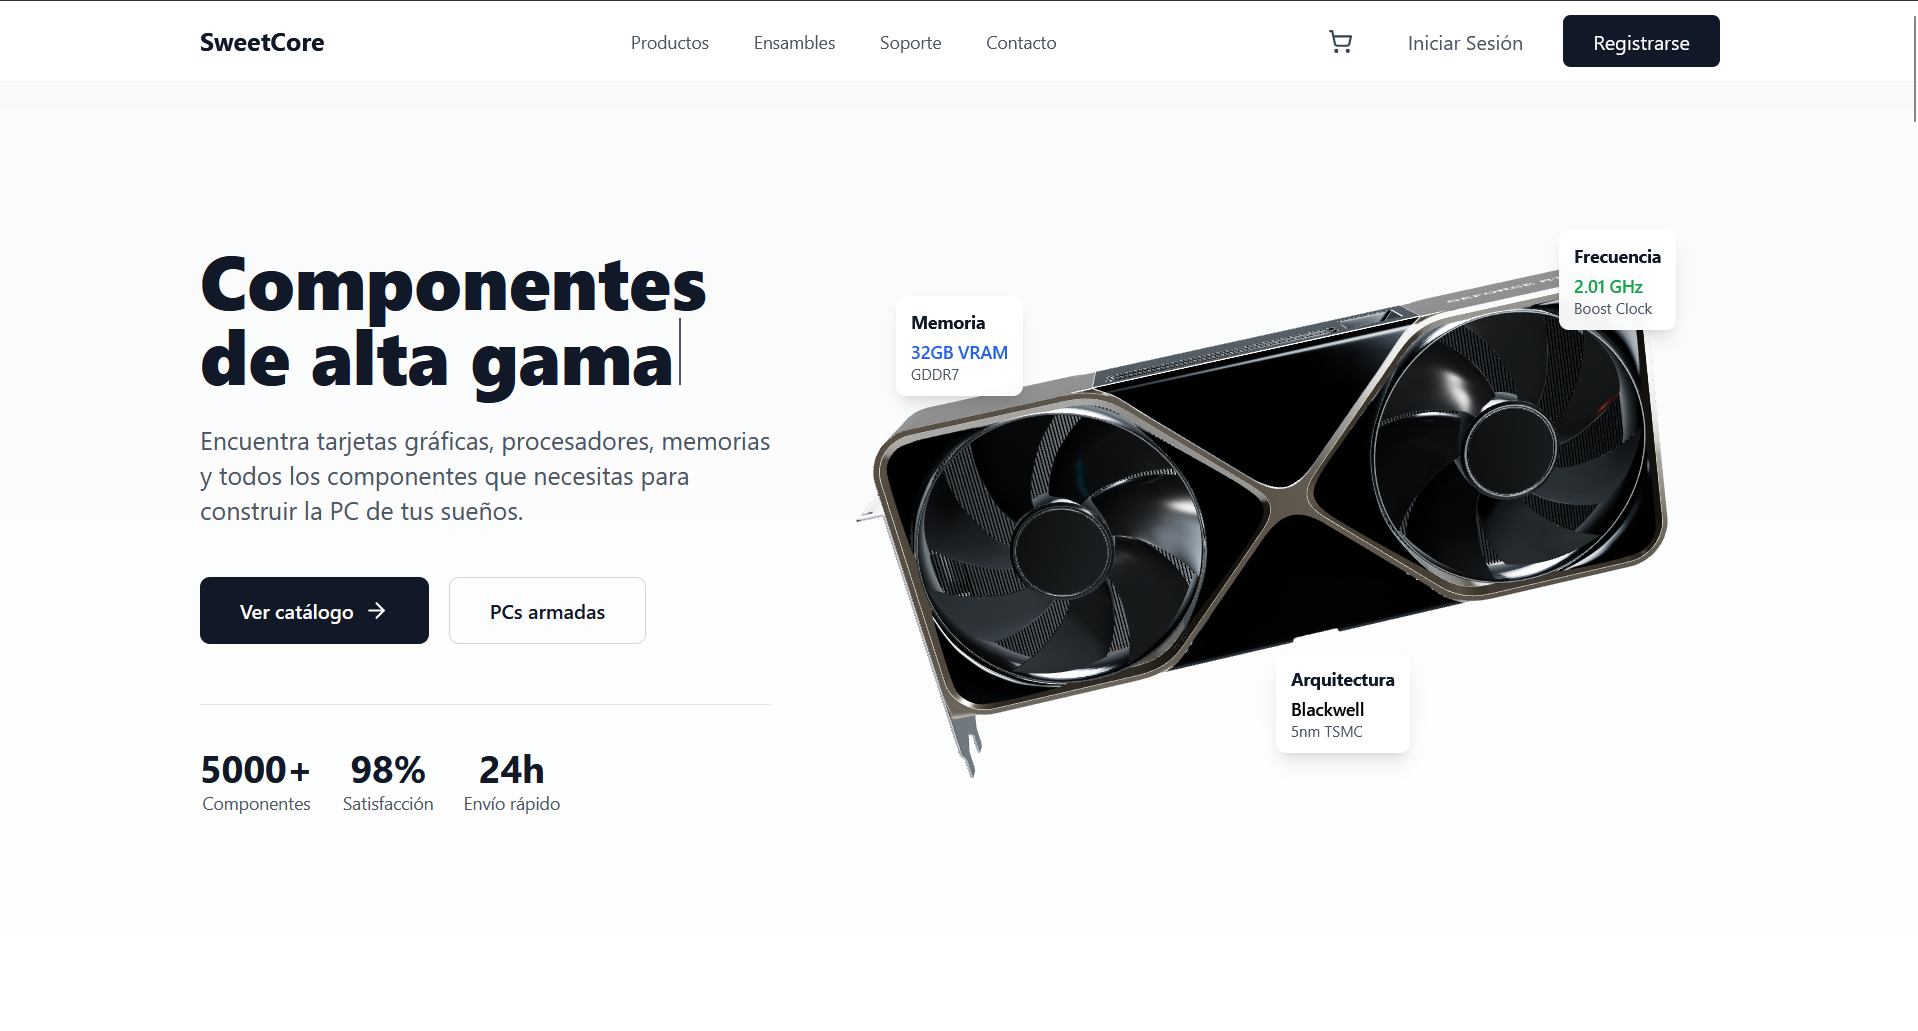 SweetCore
Productos
Ensambles
Soporte
Contacto
Iniciar Sesión
Registrarse
Componentes
de alta gama
Encuentra tarjetas gráficas, procesadores, memorias
y todos los componentes que necesitas para
construir la PC de tus sueños.
Ver catálogo
PCs armadas
5000+
Componentes
98%
Satisfacción
24h
Envío rápido
Memoria
32GB VRAM
GDDR7
Frecuencia
2.01 GHz
Boost Clock
GEFORCE
Arquitectura
Blackwell
5nm TSMC